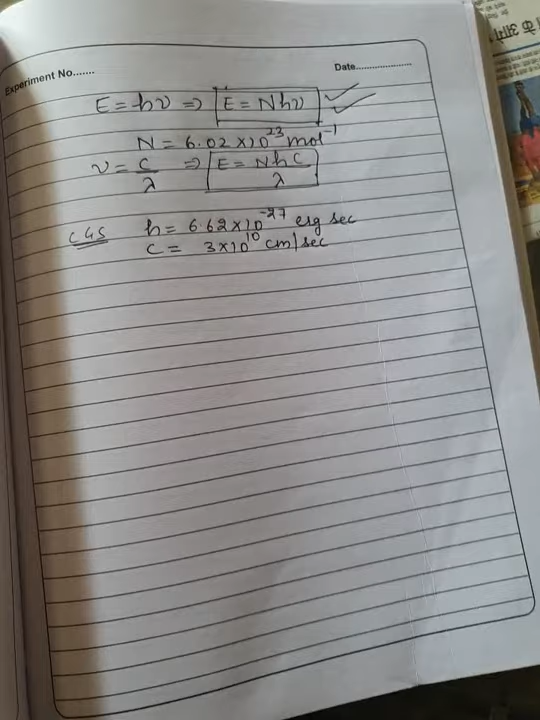 Experiment No....... Date....................
E = hν ⇒ E = Nhν
N = 6.02 × 10²³ mol⁻¹
ν = c/λ ⇒ E = Nhc/λ
CGS h = 6.62 × 10⁻²⁷ erg sec
c = 3 × 10¹⁰ cm/sec